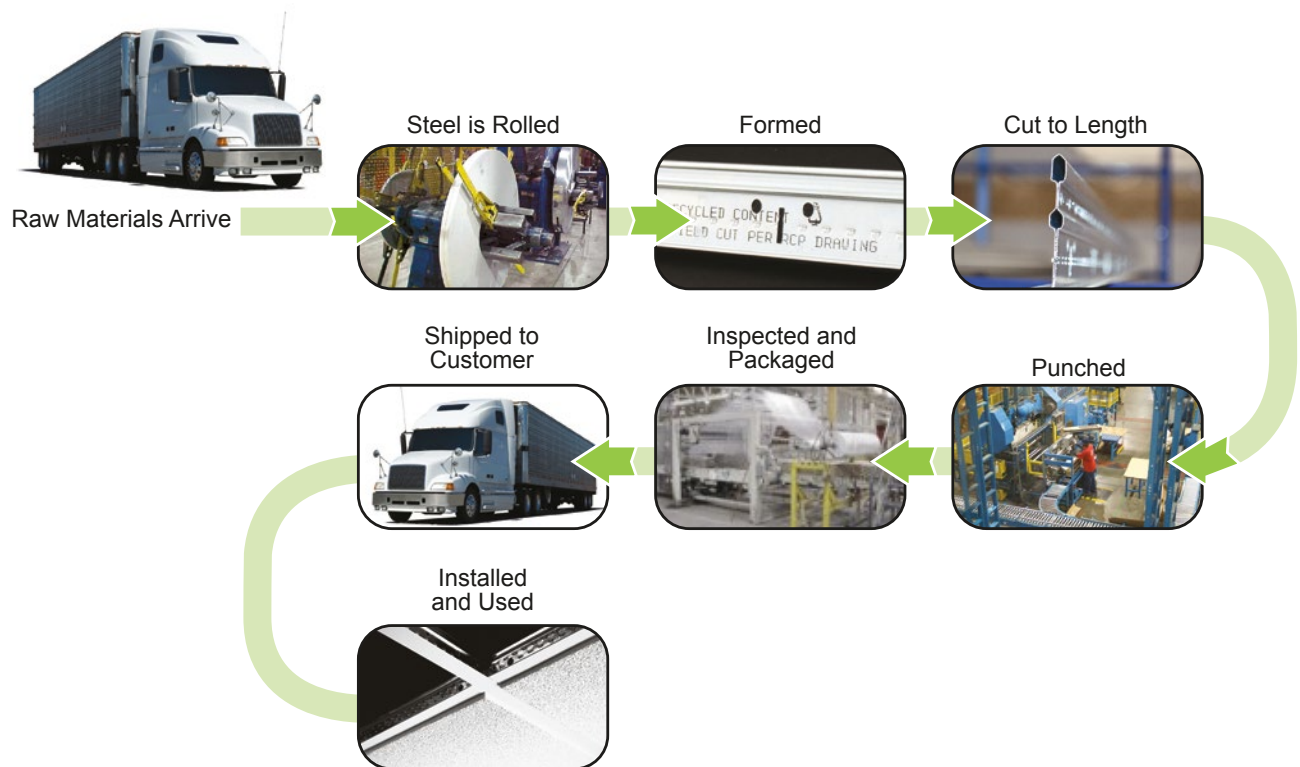 Steel is Rolled
Formed
Cut to Length
Raw Materials Arrive
ECYCLED CONTENT
IELD CUT PER RCP DRAWING
Shipped to
Customer
Inspected and
Packaged
Punched
Installed
and Used